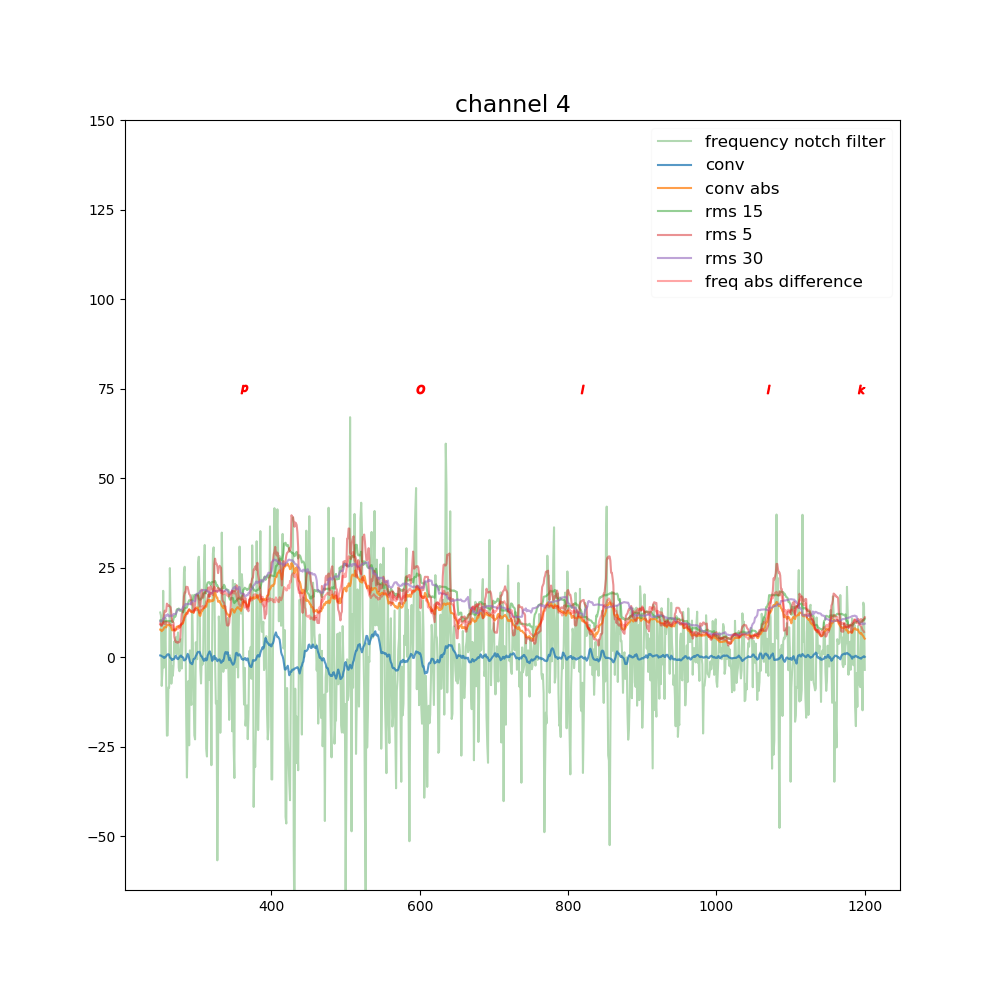 channel 4
150
125
100
75
50
25
0
−25
−50
frequency notch filter
conv
conv abs
rms 15
rms 5
rms 30
freq abs difference
p O l l k
400 600 800 1000 1200